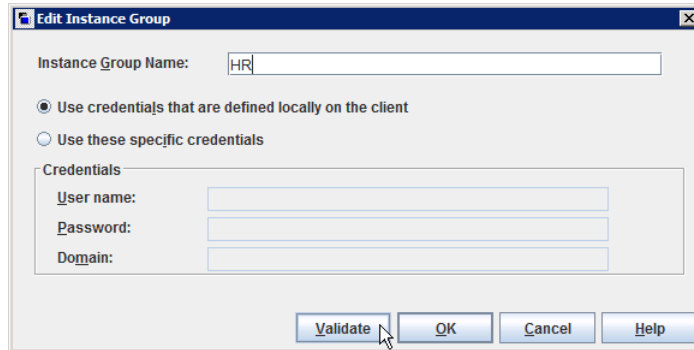 Edit Instance Group
Instance Group Name: HR
Use credentials that are defined locally on the client
Use these specific credentials
Credentials
User name:
Password:
Domain:
Validate OK Cancel Help